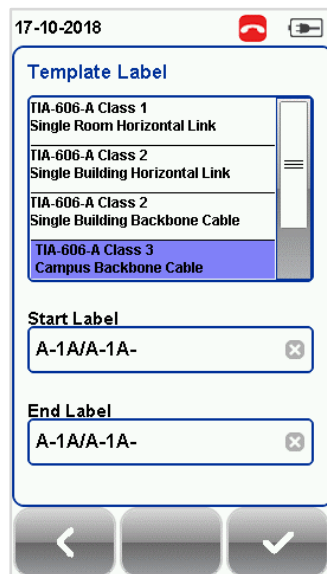 17-10-2018
Template Label
TIA-606-A Class 1
Single Room Horizontal Link
TIA-606-A Class 2
Single Building Horizontal Link
TIA-606-A Class 2
Single Building Backbone Cable
TIA-606-A Class 3
Campus Backbone Cable
Start Label
A-1A/A-1A-
End Label
A-1A/A-1A-